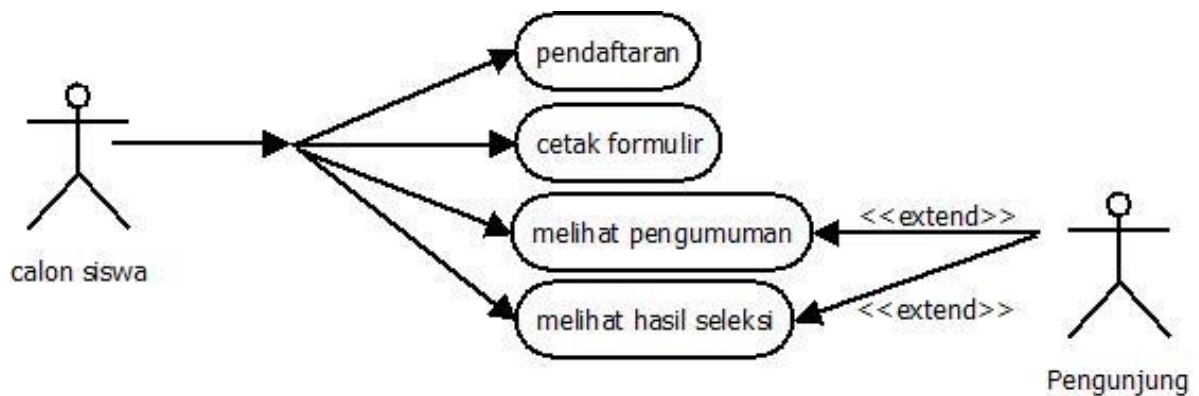 pendaftaran
cetak formulir
melihat pengumuman
<<extend>>
calon siswa
melihat hasil seleksi
<<extend>>
Pengunjung